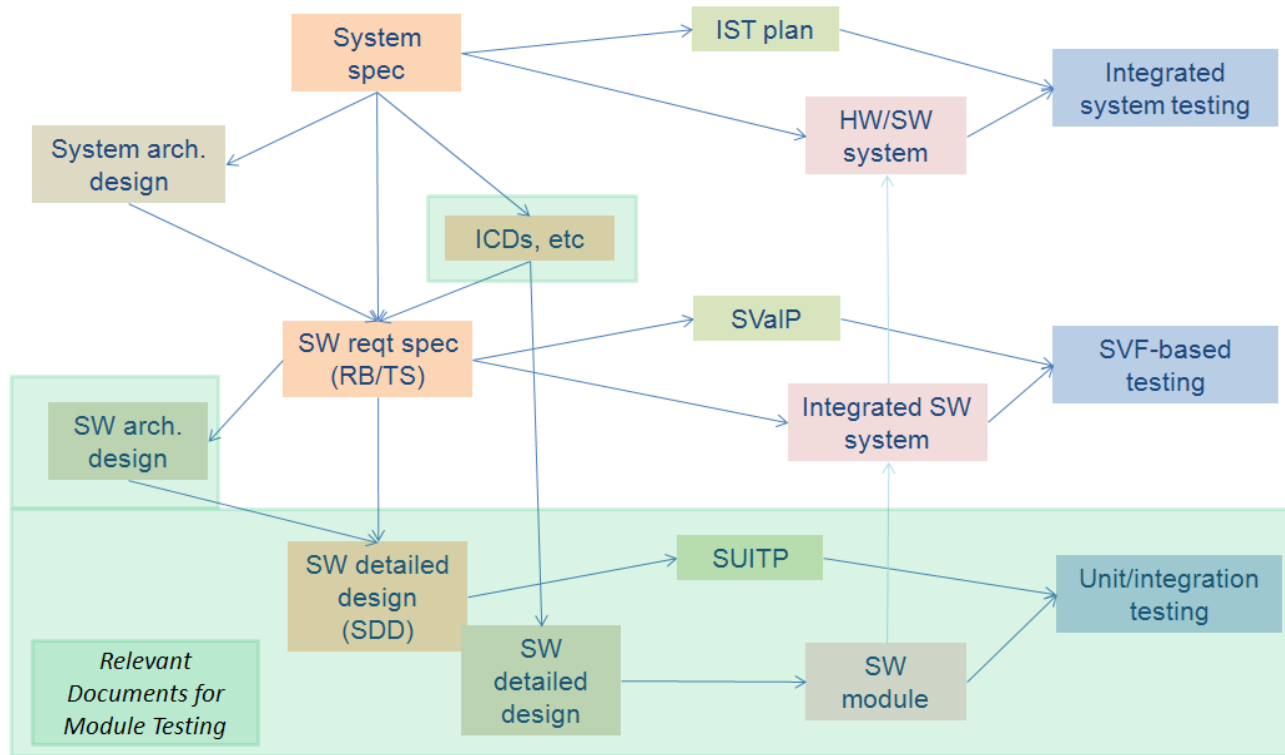 System
spec
IST plan
Integrated
system testing
HW/SW
system
System arch.
design
ICDs, etc
SW reqt spec
(RB/TS)
SValP
SVF-based
testing
Integrated SW
system
SW arch.
design
SW detailed
design
(SDD)
SUITP
Unit/integration
testing
SW
detailed
design
SW
module
Relevant
Documents for
Module Testing